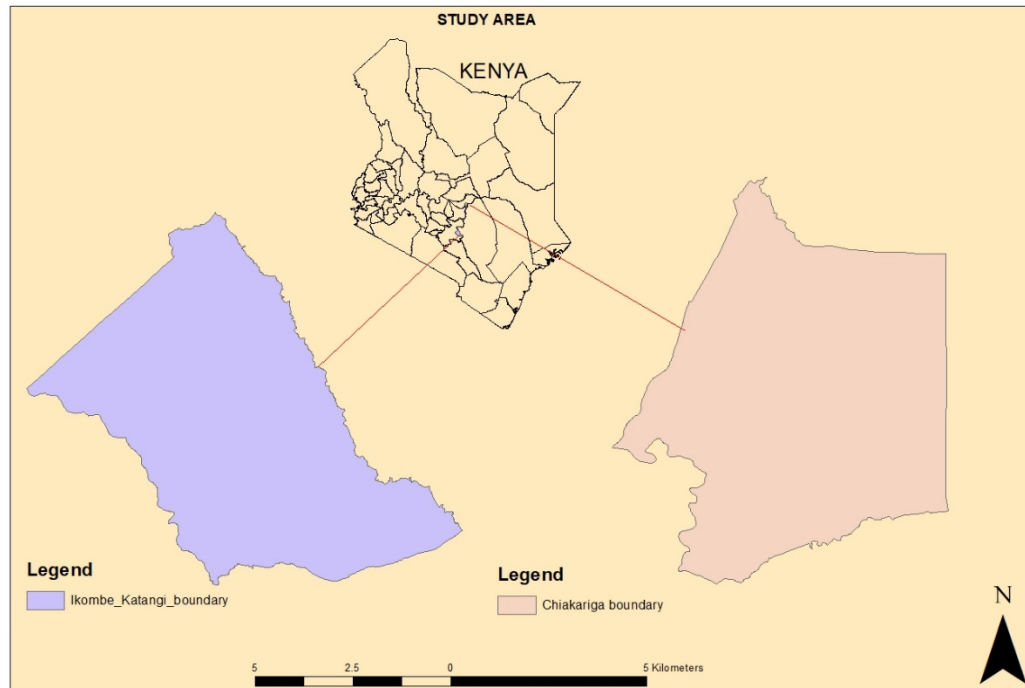 STUDY AREA
KENYA
Legend
Ikombe_Katangi_boundary
Legend
Chiakariga boundary
N
5 2.5 0 5 Kilometers